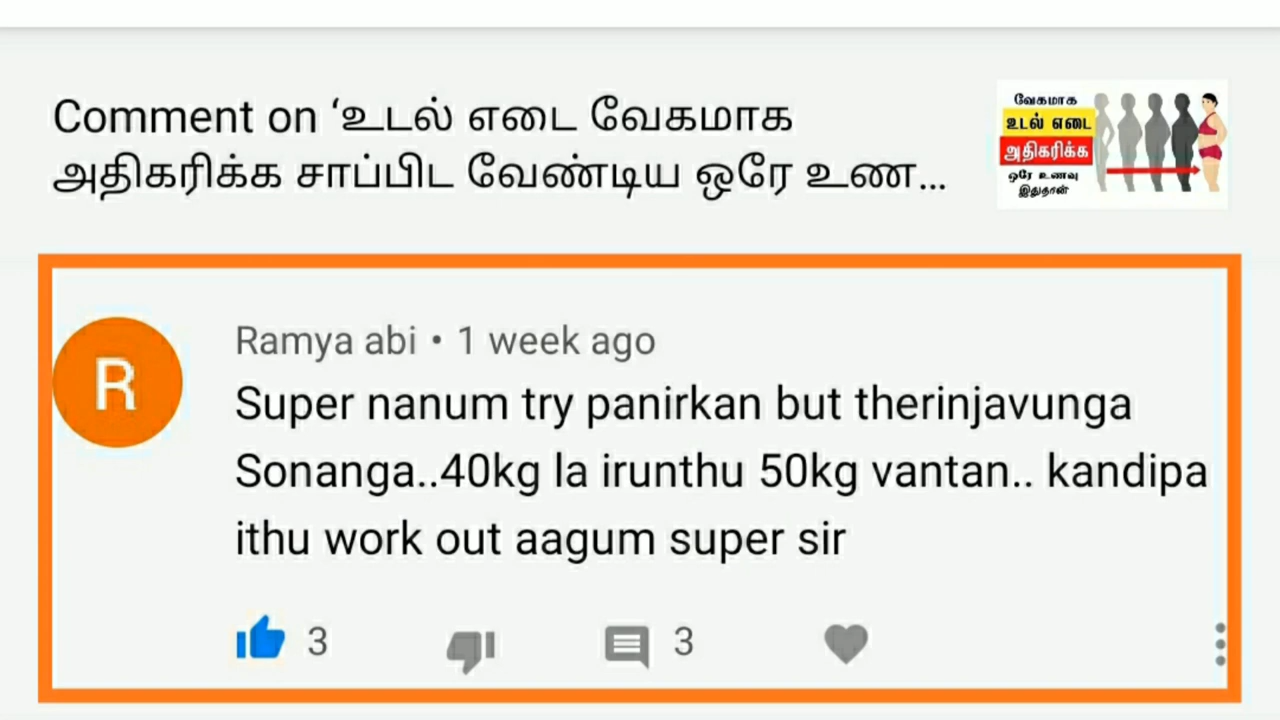 Comment on ‘உடல் எடை வேகமாக
அதிகரிக்க சாப்பிட வேண்டிய ஒரே உண...
வேகமாக
உடல் எடை
அதிகரிக்க
ஒரே உணவு
இதுதான்
R
Ramya abi • 1 week ago
Super nanum try panirkan but therinjavunga
Sonanga..40kg la irunthu 50kg vantan.. kandipa
ithu work out aagum super sir
3 3